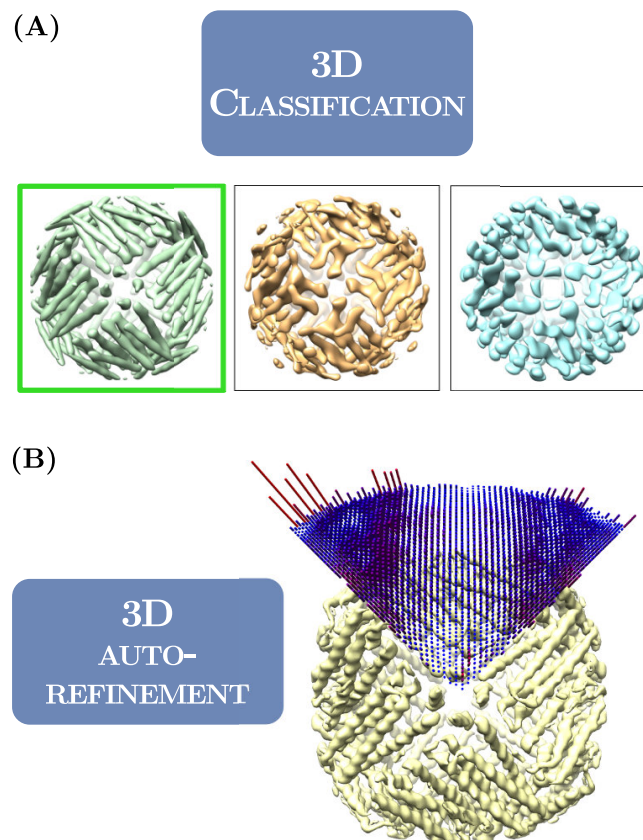 (A)
3D
CLASSIFICATION
(B)
3D
AUTO-
REFINEMENT